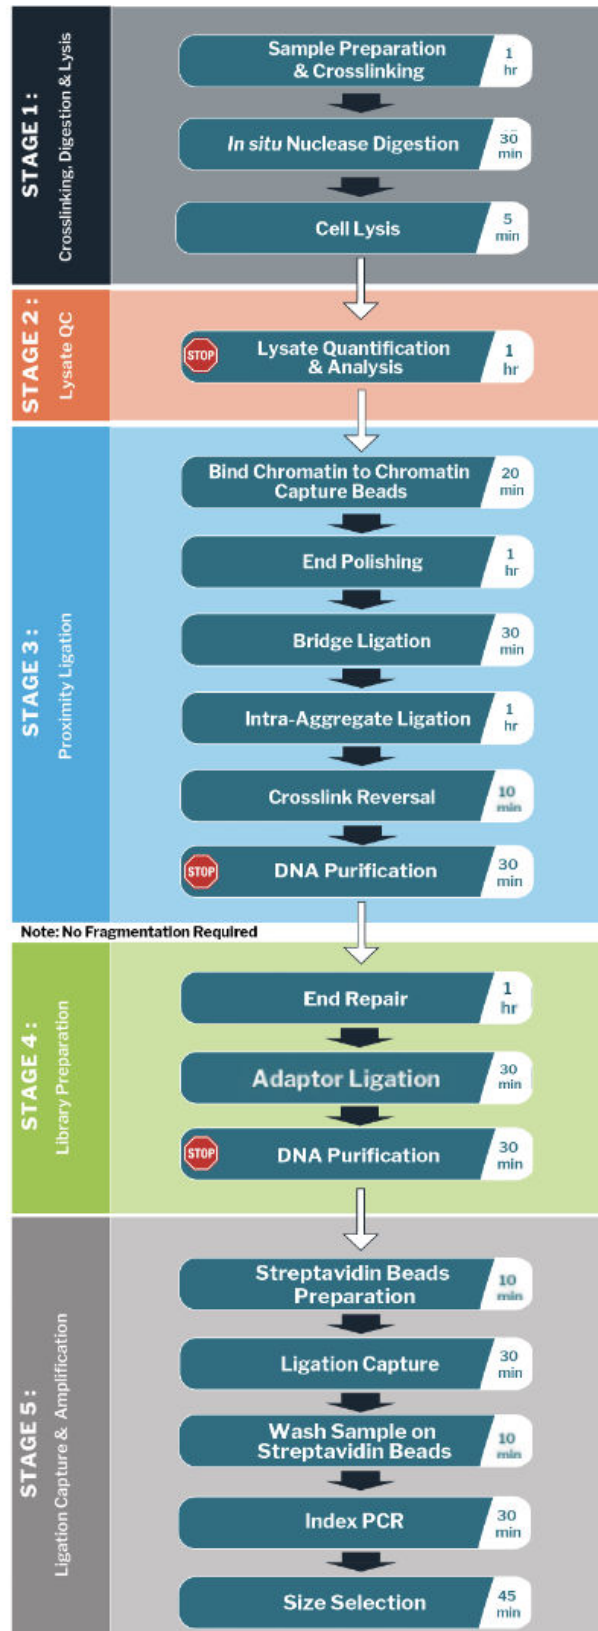 STAGE 1 :
Crosslinking, Digestion & Lysis
Sample Preparation
& Crosslinking
1
hr
In situ Nuclease Digestion
30
min
Cell Lysis
5
min
STAGE 2 :
Lysate QC
STOP
Lysate Quantification
& Analysis
1
hr
STAGE 3 :
Proximity Ligation
Bind Chromatin to Chromatin
Capture Beads
20
min
End Polishing
1
hr
Bridge Ligation
30
min
Intra-Aggregate Ligation
1
hr
Crosslink Reversal
10
min
STOP
DNA Purification
30
min
Note: No Fragmentation Required
STAGE 4 :
Library Preparation
End Repair
1
hr
Adaptor Ligation
30
min
STOP
DNA Purification
30
min
STAGE 5 :
Ligation Capture & Amplification
Streptavidin Beads
Preparation
10
min
Ligation Capture
30
min
Wash Sample on
Streptavidin Beads
10
min
Index PCR
30
min
Size Selection
45
min